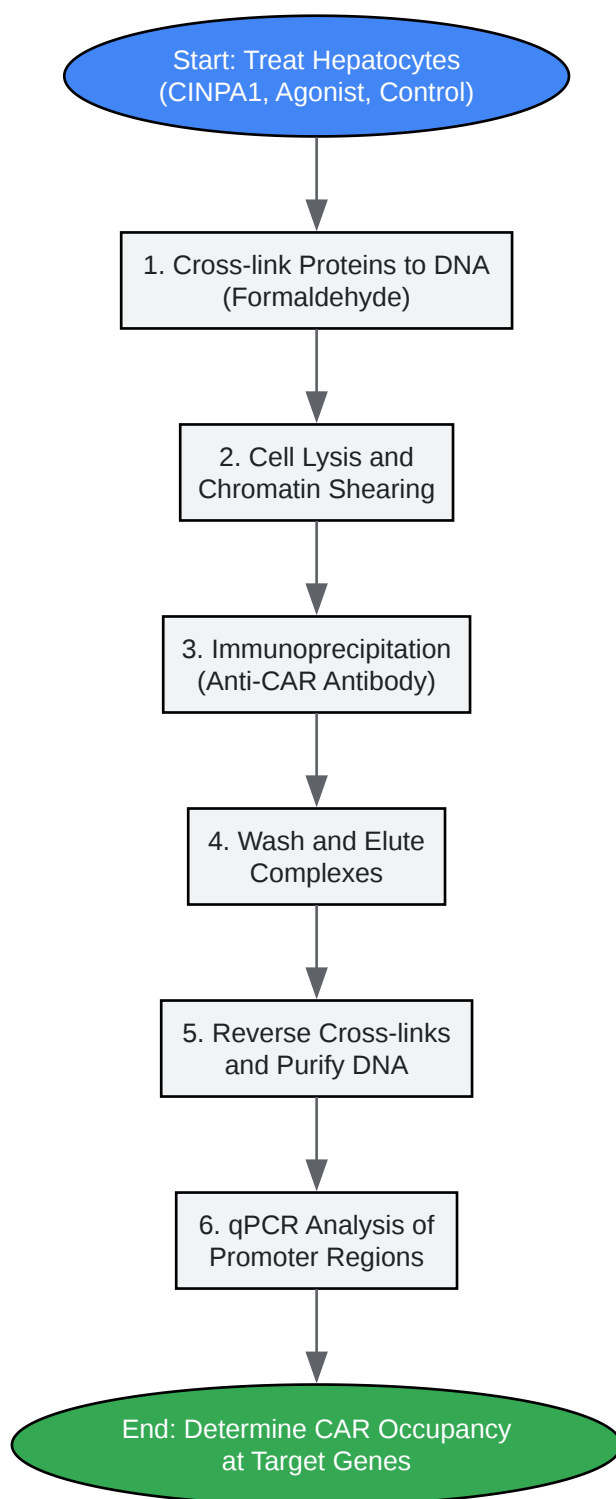 Start: Treat Hepatocytes
(CINPA1, Agonist, Control)
1. Cross-link Proteins to DNA
(Formaldehyde)
2. Cell Lysis and
Chromatin Shearing
3. Immunoprecipitation
(Anti-CAR Antibody)
4. Wash and Elute
Complexes
5. Reverse Cross-links
and Purify DNA
6. qPCR Analysis of
Promoter Regions
End: Determine CAR Occupancy
at Target Genes